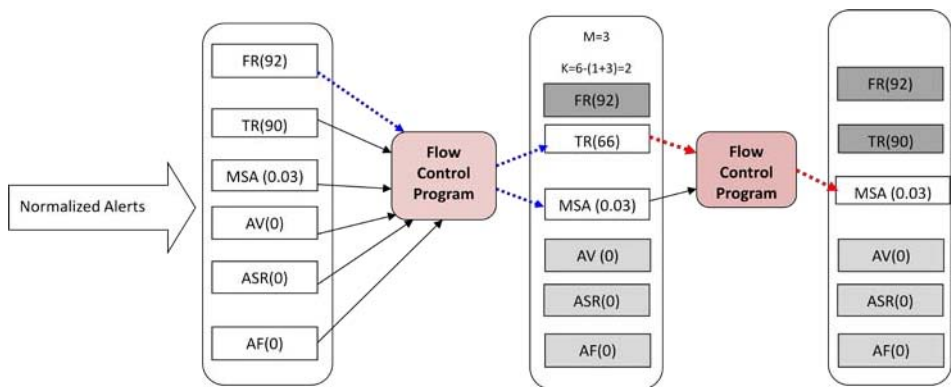 Normalized Alerts
FR(92)
TR(90)
MSA (0.03)
AV(0)
ASR(0)
AF(0)
Flow
Control
Program
M=3
K=6-(1+3)=2
FR(92)
TR(66)
MSA (0.03)
AV (0)
ASR(0)
AF(0)
Flow
Control
Program
FR(92)
TR(90)
MSA (0.03)
AV(0)
ASR(0)
AF(0)